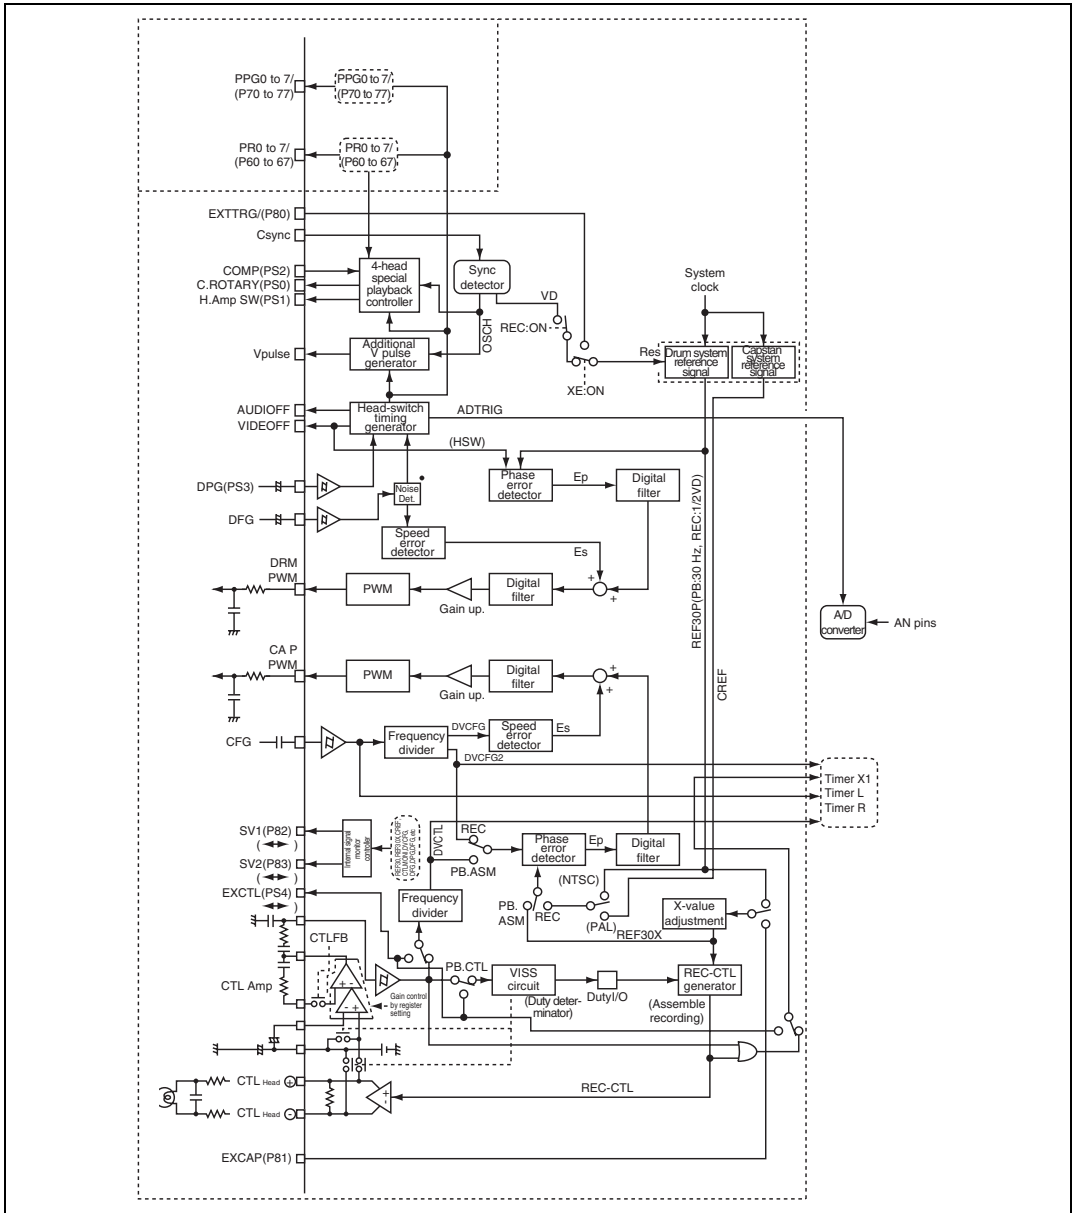 PPG0 to 7/
(P70 to 77)
PPG0 to 7/
(P70 to 77)
PR0 to 7/
(P60 to 67)
PR0 to 7/
(P60 to 67)
EXTTRG/(P80)
Csync
COMP(PS2)
C.ROTARY(PS0)
H.Amp SW(PS1)
4-head
special
playback
controller
Sync
detector
System
clock
VD
REC:ON
OSCH
Vpulse
Additional
V pulse
generator
Res
Drum system
reference
signal
Capstan
system
reference
signal
XE:ON
AUDIOFF
VIDEOFF
Head-switch
timing
generator
ADTRIG
(HSW)
DPG(PS3)
Noise
Det.
Phase
error
detector
Ep
Digital
filter
DFG
Speed
error
detector
Es
REF30P(PB:30 Hz, REC:1/2VD)
DRM
PWM
PWM
Gain up.
Digital
filter
+
+
A/D
converter
AN pins
CA P
PWM
PWM
Gain up.
Digital
filter
+
+
CREF
CFG
Frequency
divider
DVCFG
Speed
error
detector
Es
DVCFG2
Timer X1
Timer L
Timer R
SV1(P82)
( )
SV2(P83)
( )
Internal signal
monitor
controller
REF30, REF30X, CREF,
CTLMON, DVCFG,
DFG, DPG, DFG, etc
DVCTL
REC
PB.ASM
Phase
error
detector
Ep
Digital
filter
EXCTL(PS4)
( )
Frequency
divider
(NTSC)
PB.
ASM
REC
(PAL)
REF30X
X-value
adjustment
CTLFB
CTL Amp
+ -
- +
Gain control
by register
setting
PB.CTL
VISS
circuit
(Duty deter-
minator)
DutyI/O
REC-CTL
generator
(Assemble
recording)
CTL Head +
CTL Head -
+
-
REC-CTL
EXCAP(P81)